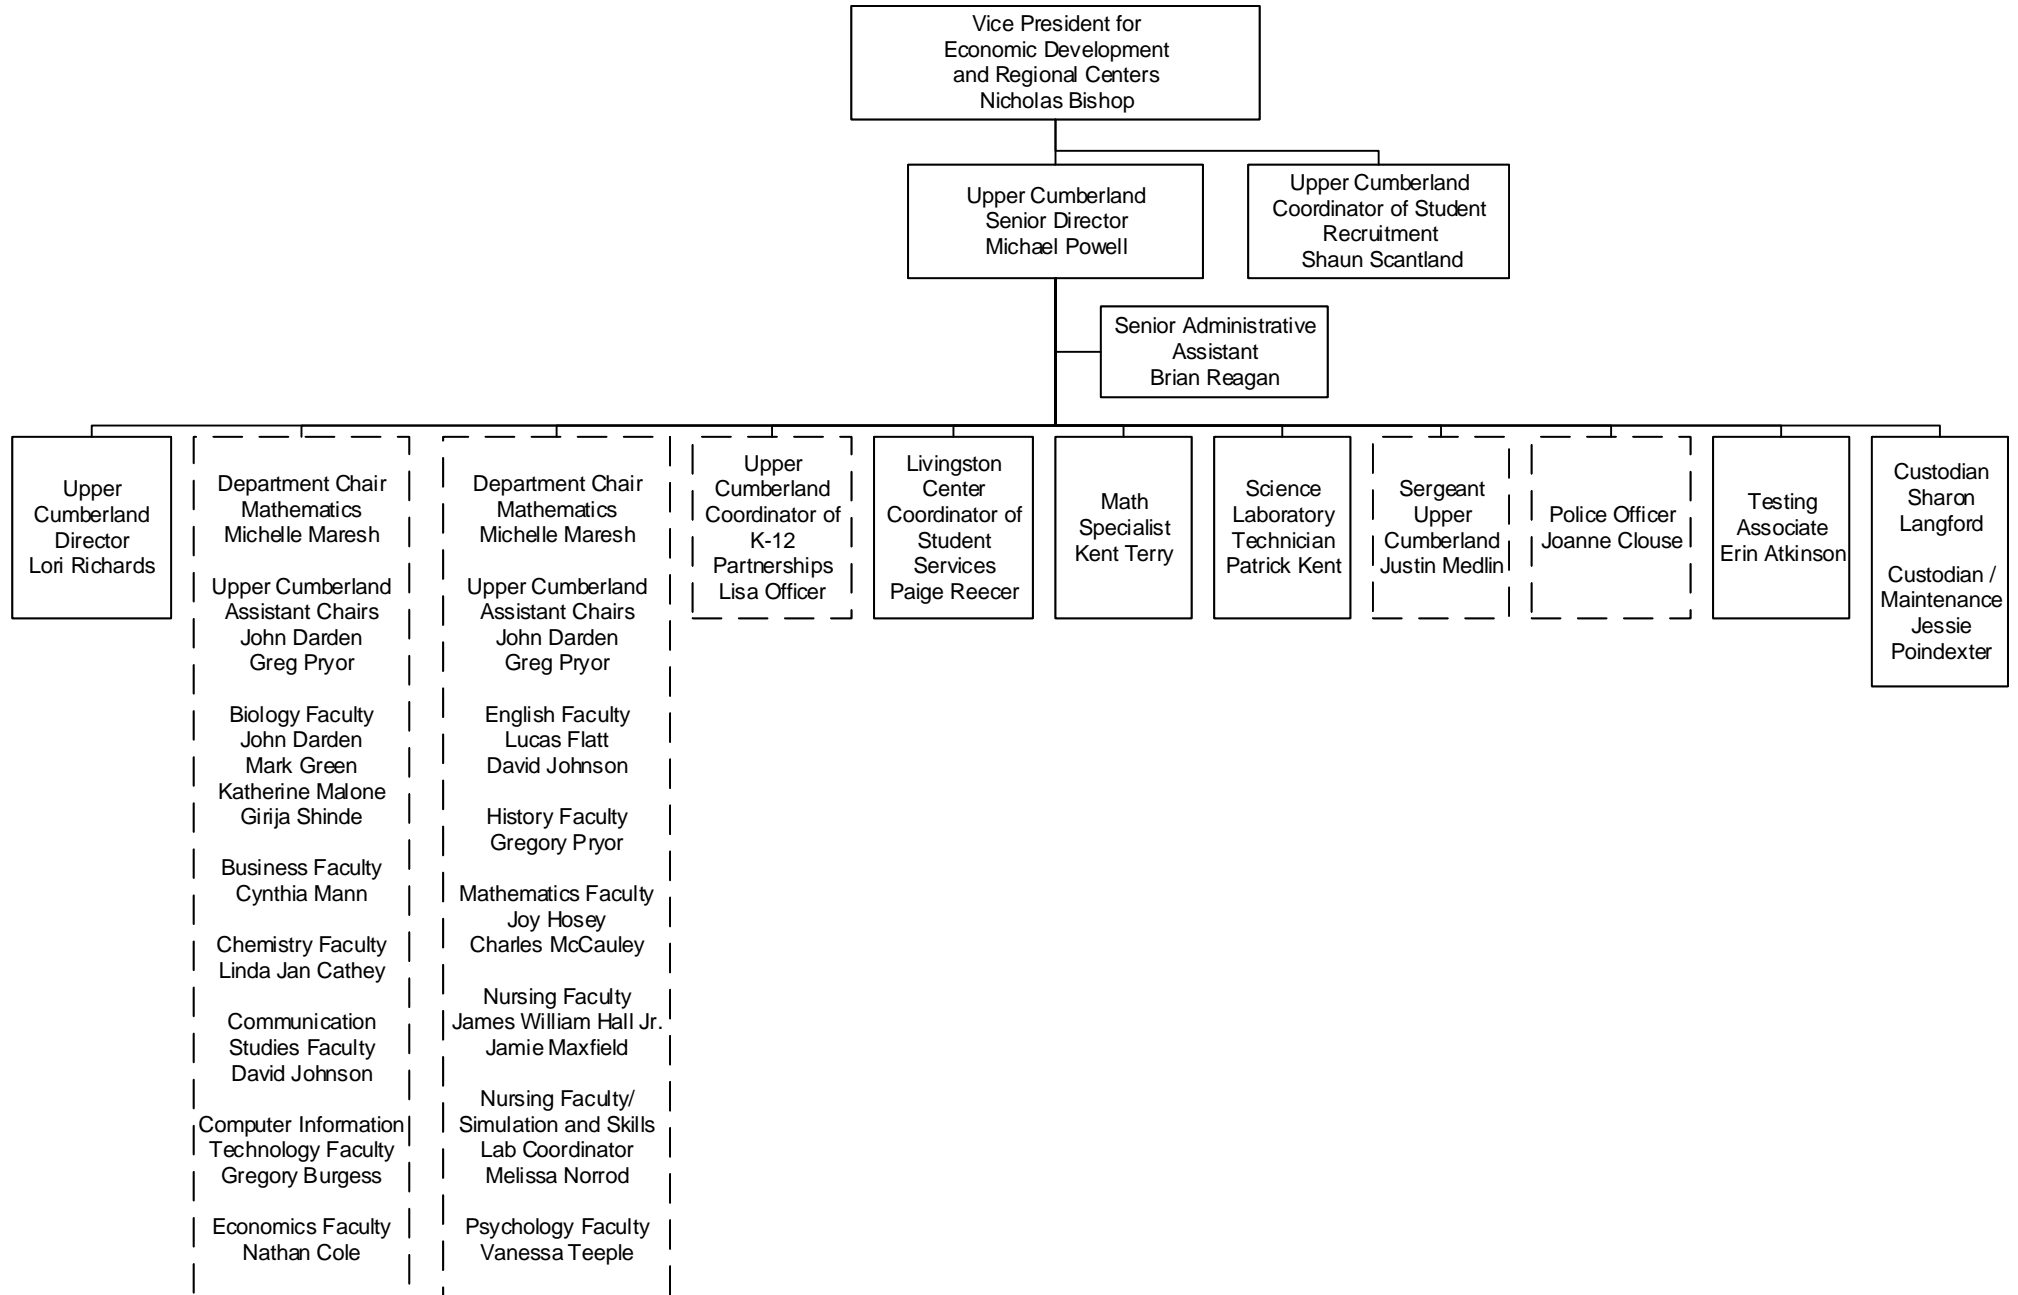 Vice President for
Economic Development
and Regional Centers
Nicholas Bishop
Upper Cumberland
Senior Director
Michael Powell
Upper Cumberland
Coordinator of Student
Recruitment
Shaun Scantland
Senior Administrative
Assistant
Brian Reagan
Upper
Cumberland
Director
Lori Richards
Department Chair
Mathematics
Michelle Maresh
Upper Cumberland
Assistant Chairs
John Darden
Greg Pryor
Biology Faculty
John Darden
Mark Green
Katherine Malone
Girija Shinde
Business Faculty
Cynthia Mann
Chemistry Faculty
Linda Jan Cathey
Communication
Studies Faculty
David Johnson
Computer Information
Technology Faculty
Gregory Burgess
Economics Faculty
Nathan Cole
Department Chair
Mathematics
Michelle Maresh
Upper Cumberland
Assistant Chairs
John Darden
Greg Pryor
English Faculty
Lucas Flatt
David Johnson
History Faculty
Gregory Pryor
Mathematics Faculty
Joy Hosey
Charles McCauley
Nursing Faculty
James William Hall Jr.
Jamie Maxfield
Nursing Faculty/
Simulation and Skills
Lab Coordinator
Melissa Norrod
Psychology Faculty
Vanessa Teeple
Upper
Cumberland
Coordinator of
K-12
Partnerships
Lisa Officer
Livingston
Center
Coordinator of
Student
Services
Paige Reecer
Math
Specialist
Kent Terry
Science
Laboratory
Technician
Patrick Kent
Sergeant
Upper
Cumberland
Justin Medlin
Police Officer
Joanne Clouse
Testing
Associate
Erin Atkinson
Custodian
Sharon
Langford
Custodian /
Maintenance
Jessie
Poindexter